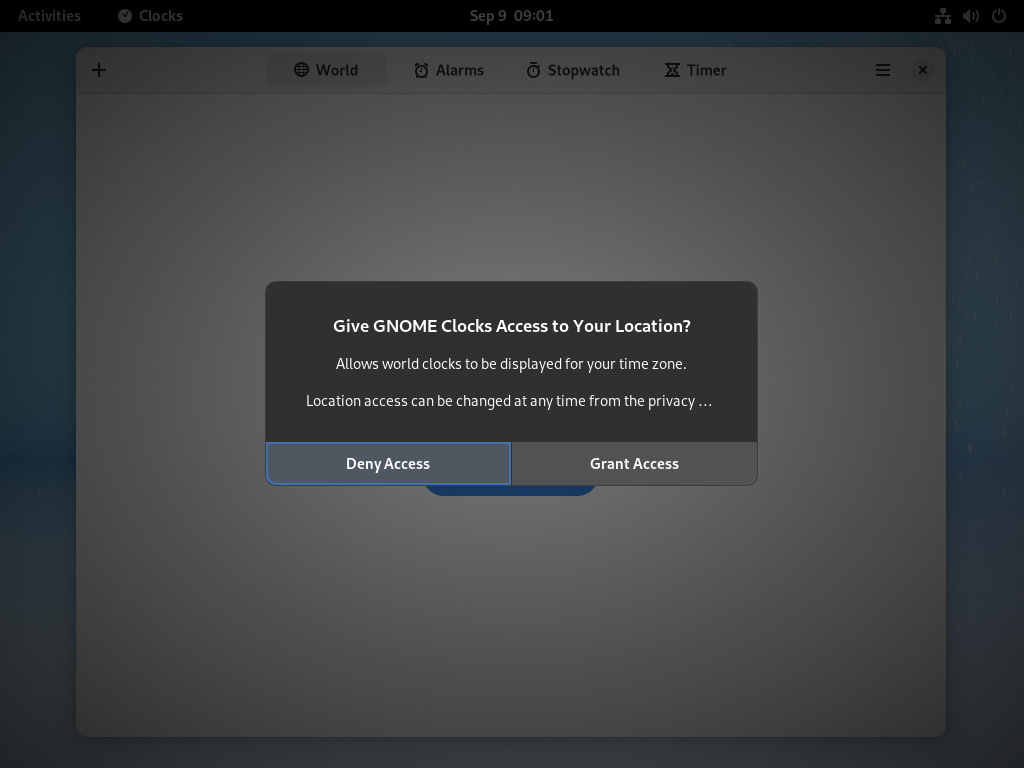 Activities
Clocks
Sep 9 09:01
World
Alarms
Stopwatch
Timer
Give GNOME Clocks Access to Your Location?
Allows world clocks to be displayed for your time zone.
Location access can be changed at any time from the privacy …
Deny Access
Grant Access